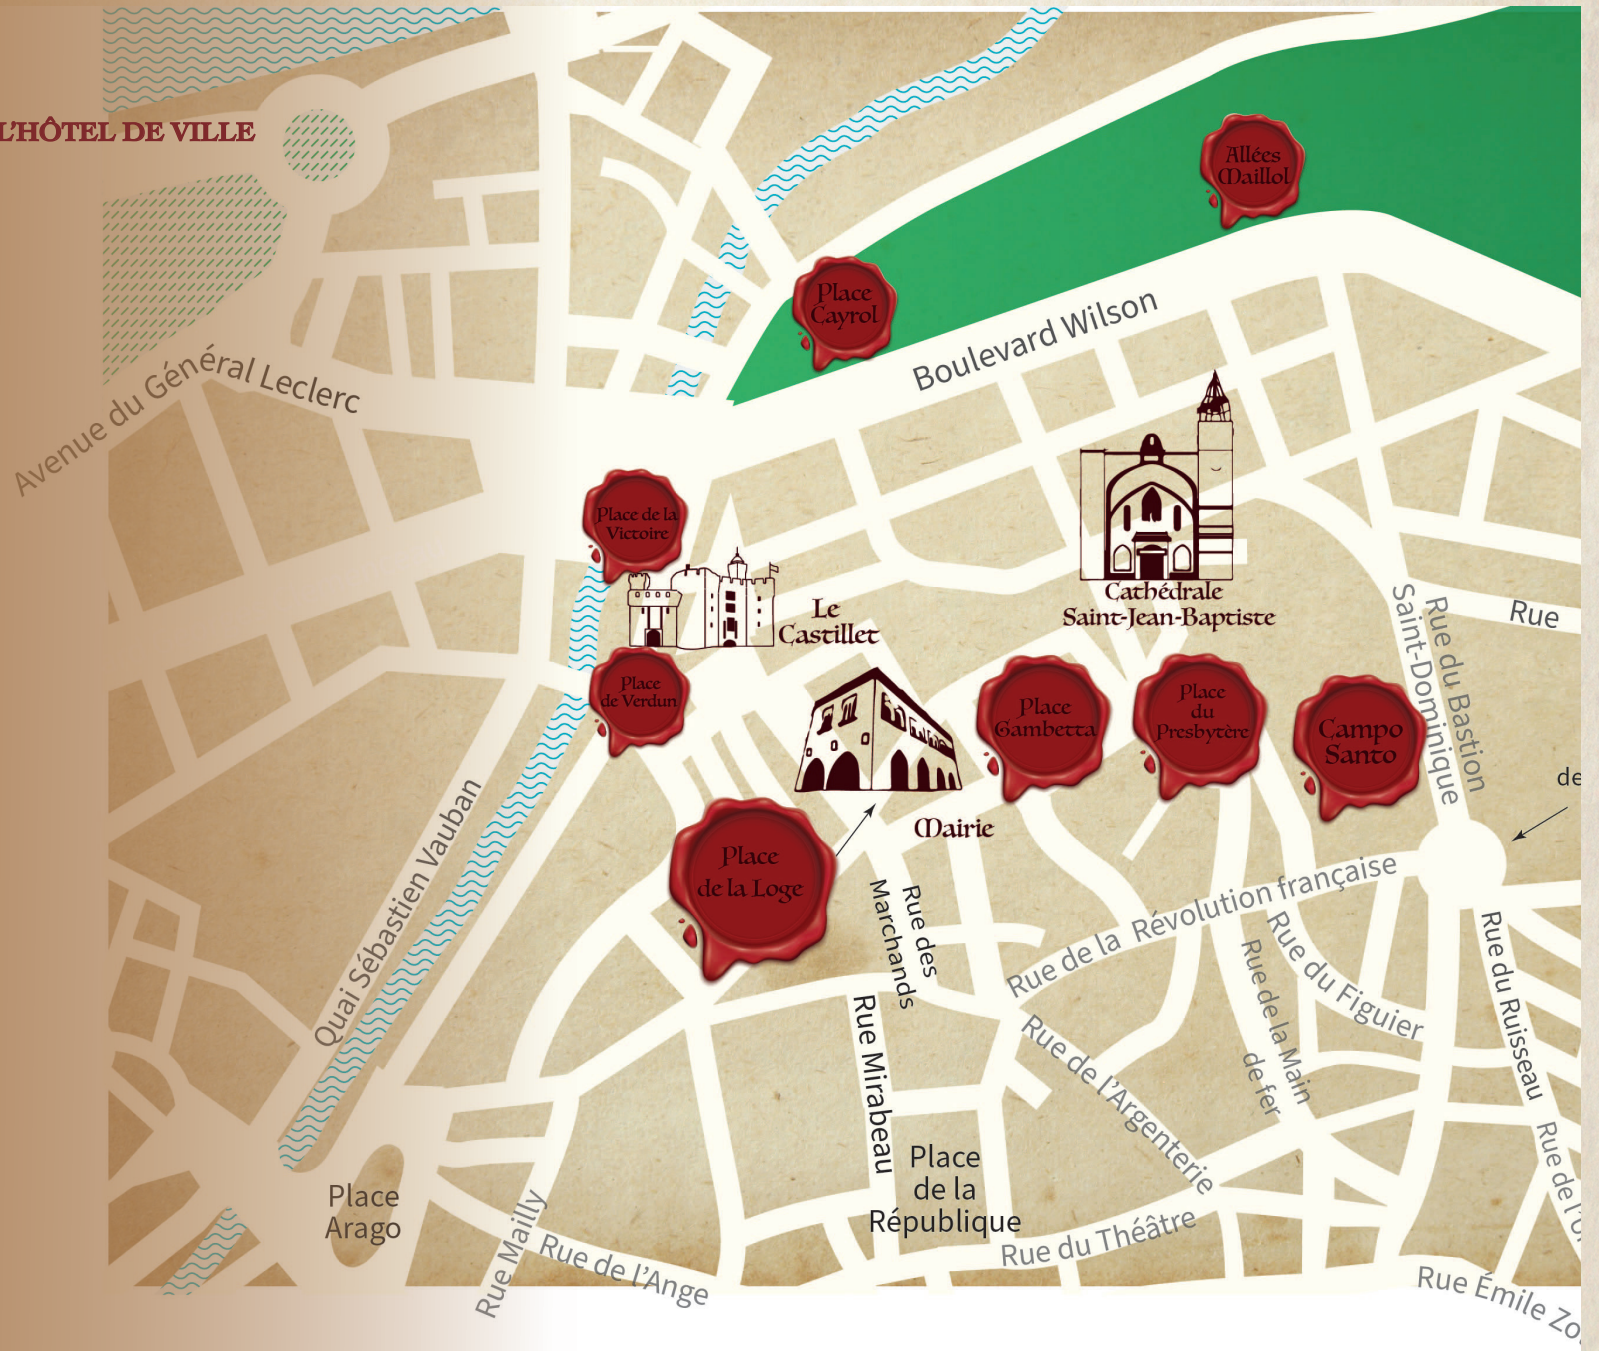 L'HÔTEL DE VILLE
Allées
Maillol
Place
Cayrol
Boulevard Wilson
Avenue du Général Leclerc
Place de la
Victoire
Le
Castillet
Cathédrale
Saint-Jean-Baptiste
Rue
Rue du Bastion
Saint-Dominique
Place
de Verdun
Place
Gambetta
Place
du
Presbytère
Campo
Santo
de
Mairie
Place
de la Loge
Quai Sébastien Vauban
Rue des
Marchands
Rue de la Révolution française
Rue du Figuier
Rue de la Main
de fer
Rue du Ruisseau
Rue Mirabeau
Rue de l'Argenterie
Place
de la
République
Place
Arago
Rue Mailly
Rue de l'Ange
Rue du Théâtre
Rue de l'Or
Rue Émile Zo